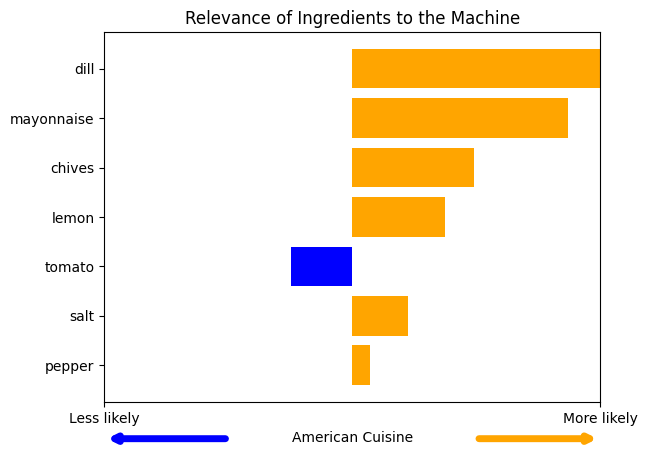 Relevance of Ingredients to the Machine
dill
mayonnaise
chives
lemon
tomato
salt
pepper
Less likely
More likely
American Cuisine